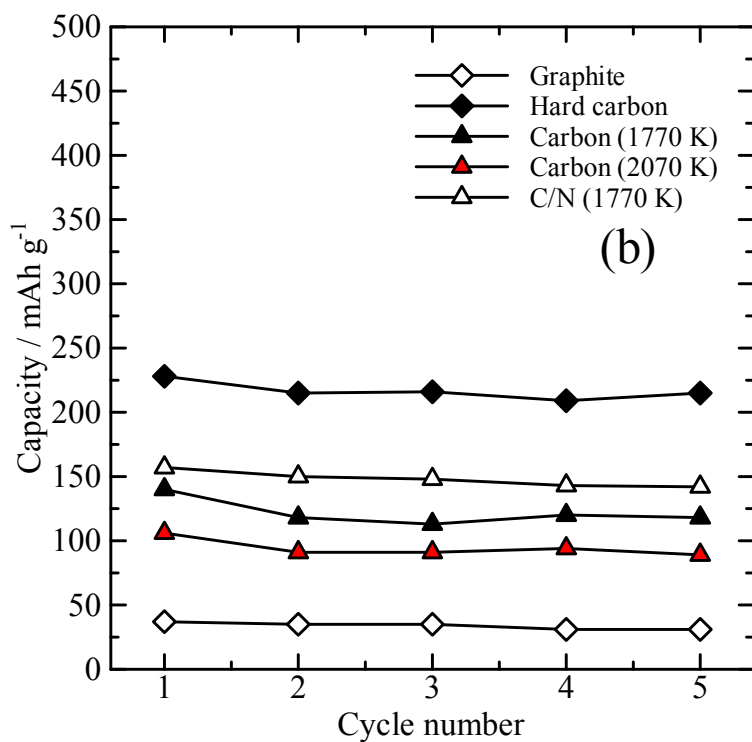 500
450
400
350
300
250
200
150
100
50
0
Capacity / mAh g-1
Graphite
Hard carbon
Carbon (1770 K)
Carbon (2070 K)
C/N (1770 K)
(b)
1 2 3 4 5
Cycle number